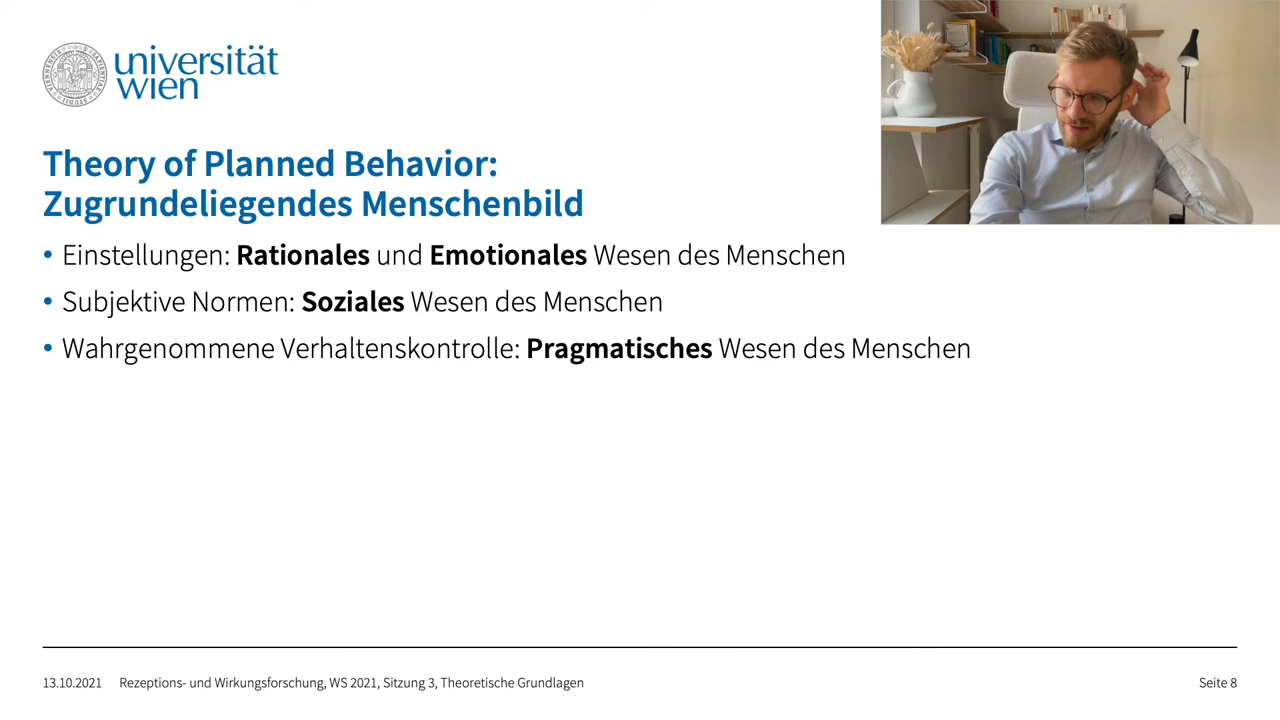 universität
wien
Theory of Planned Behavior:
Zugrundeliegendes Menschenbild
• Einstellungen: Rationales und Emotionales Wesen des Menschen
• Subjektive Normen: Soziales Wesen des Menschen
• Wahrgenommene Verhaltenskontrolle: Pragmatisches Wesen des Menschen
13.10.2021 Rezeptions- und Wirkungsforschung, WS 2021, Sitzung 3, Theoretische Grundlagen Seite 8